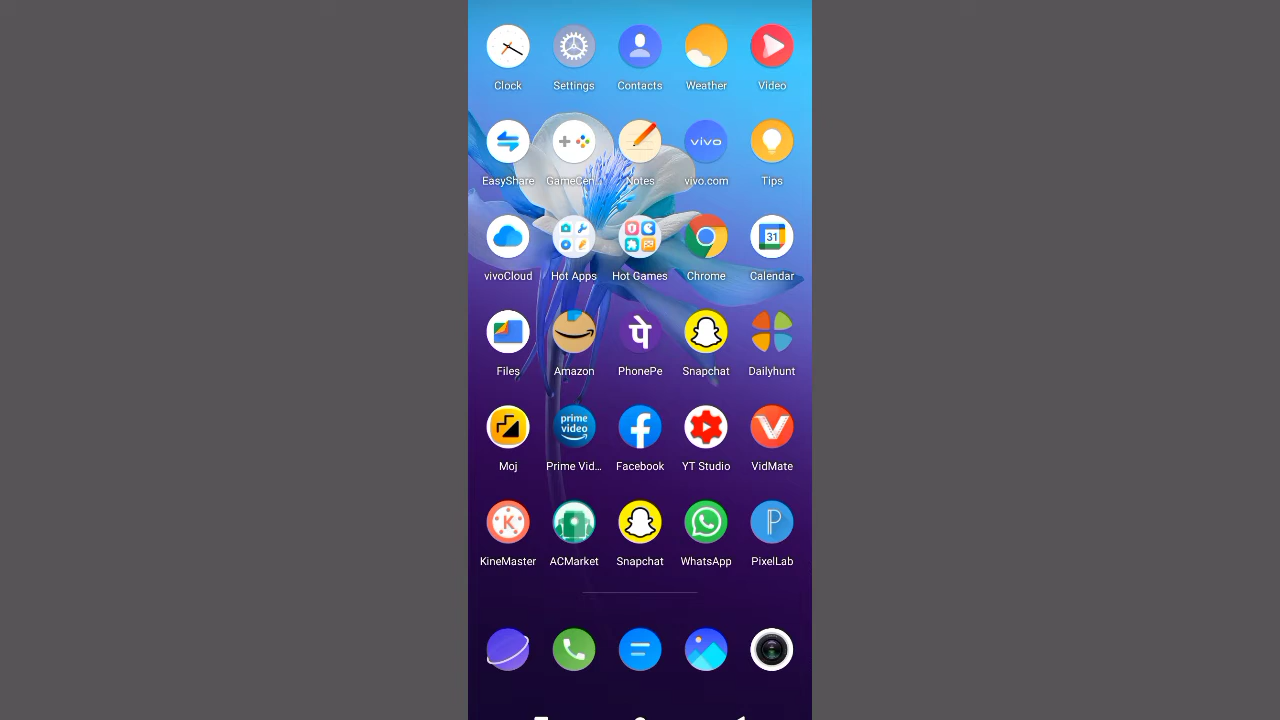 Clock Settings Contacts Weather Video
vivo
EasyShare GameCen... Notes vivo.com Tips
31
vivoCloud Hot Apps Hot Games Chrome Calendar
पे
Files Amazon PhonePe Snapchat Dailyhunt
prime
video
Moj Prime Vid... Facebook YT Studio VidMate
K P
KineMaster ACMarket Snapchat WhatsApp PixelLab